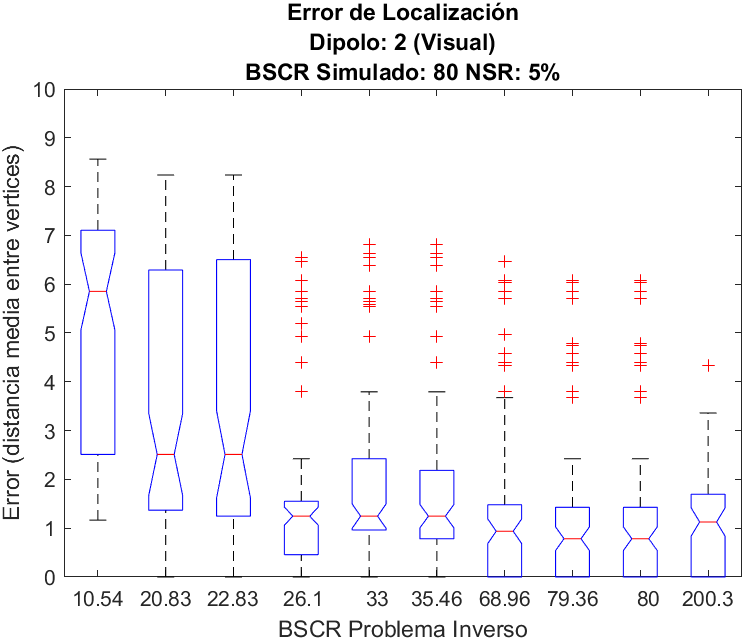 Error de Localización
Dipolo: 2 (Visual)
BSCR Simulado: 80 NSR: 5%
Error (distancia media entre vertices)
10
9
8
7
6
5
4
3
2
1
0
10.54 20.83 22.83 26.1 33 35.46 68.96 79.36 80 200.3
BSCR Problema Inverso